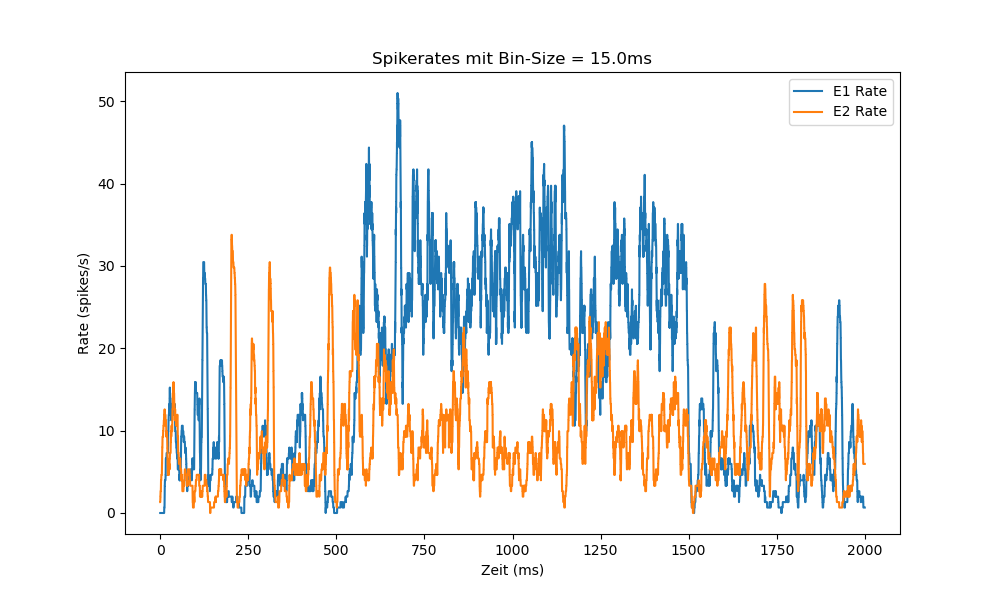 Spikerates mit Bin-Size = 15.0ms
E1 Rate
E2 Rate
Rate (spikes/s)
50
40
30
20
10
0
0 250 500 750 1000 1250 1500 1750 2000
Zeit (ms)